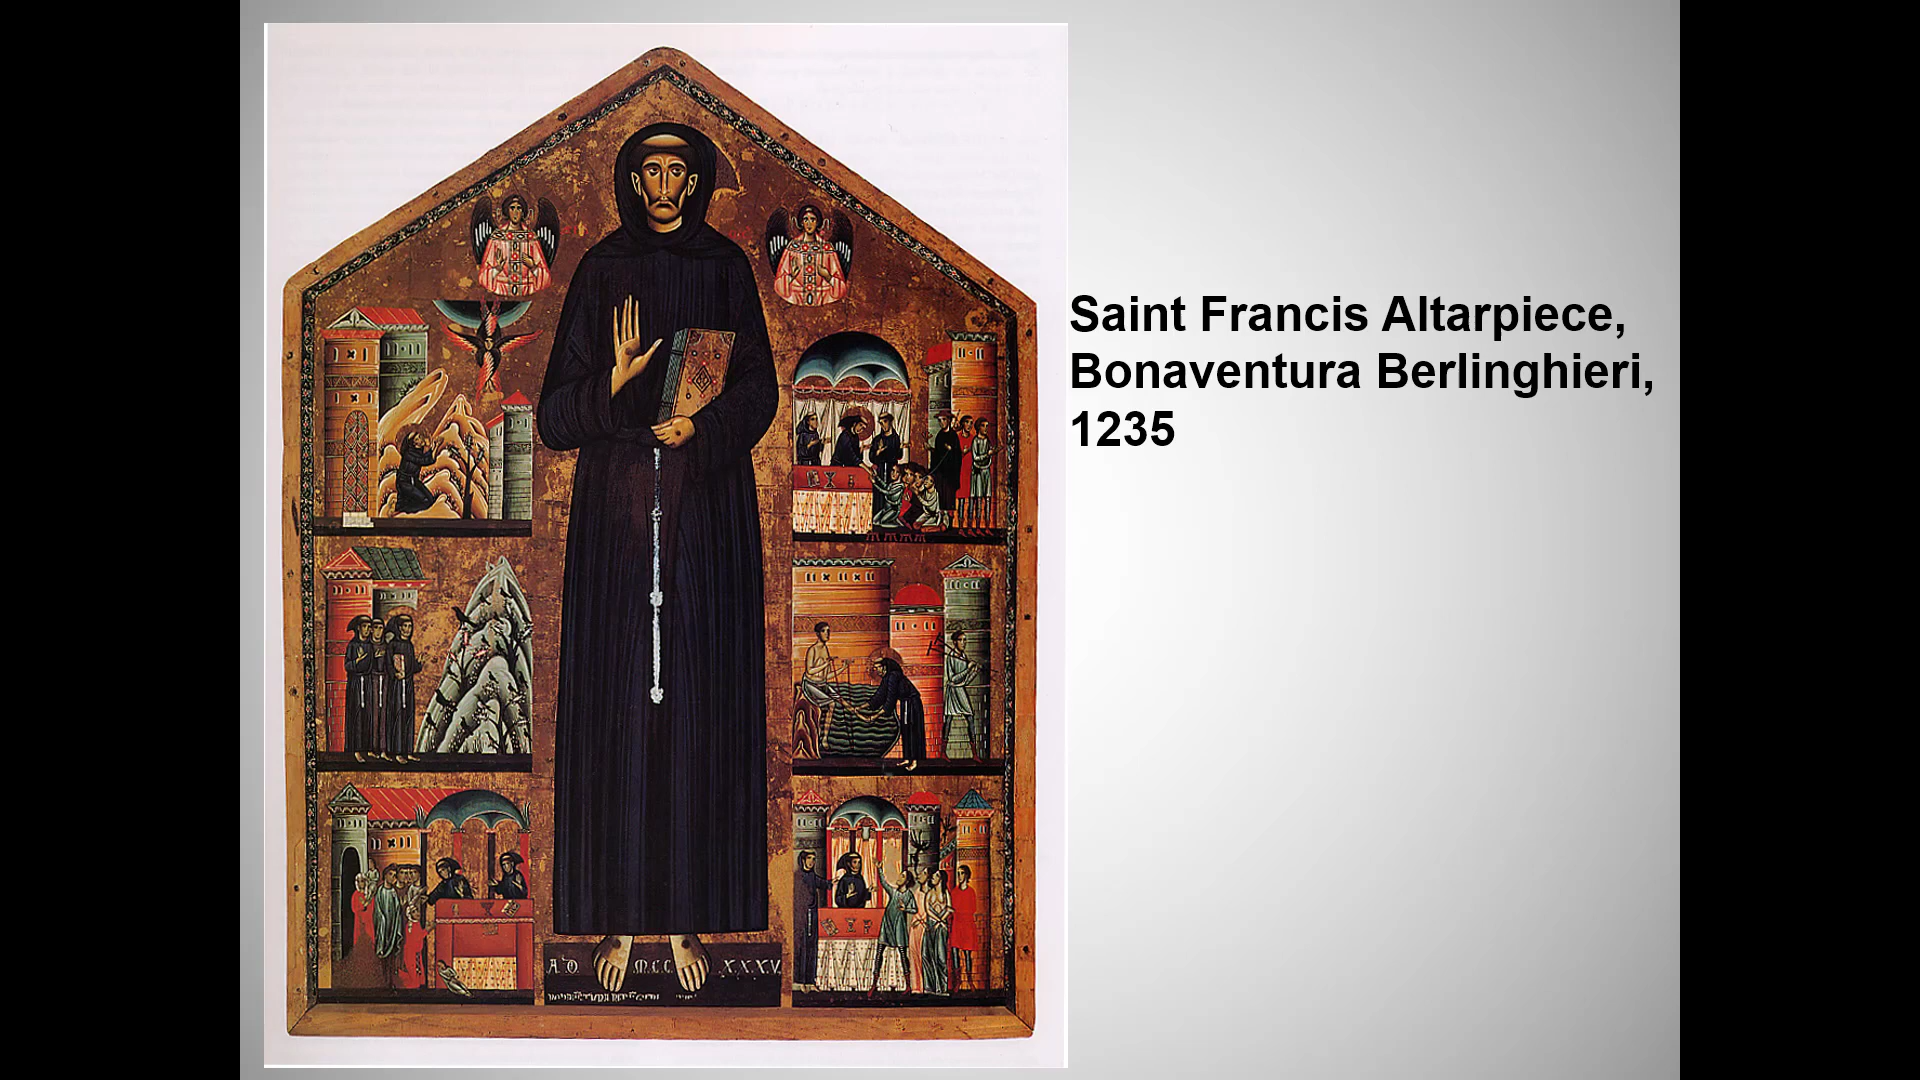 Saint Francis Altarpiece,
Bonaventura Berlinghieri,
1235
A.D. M.C.C. X.X.X.V.